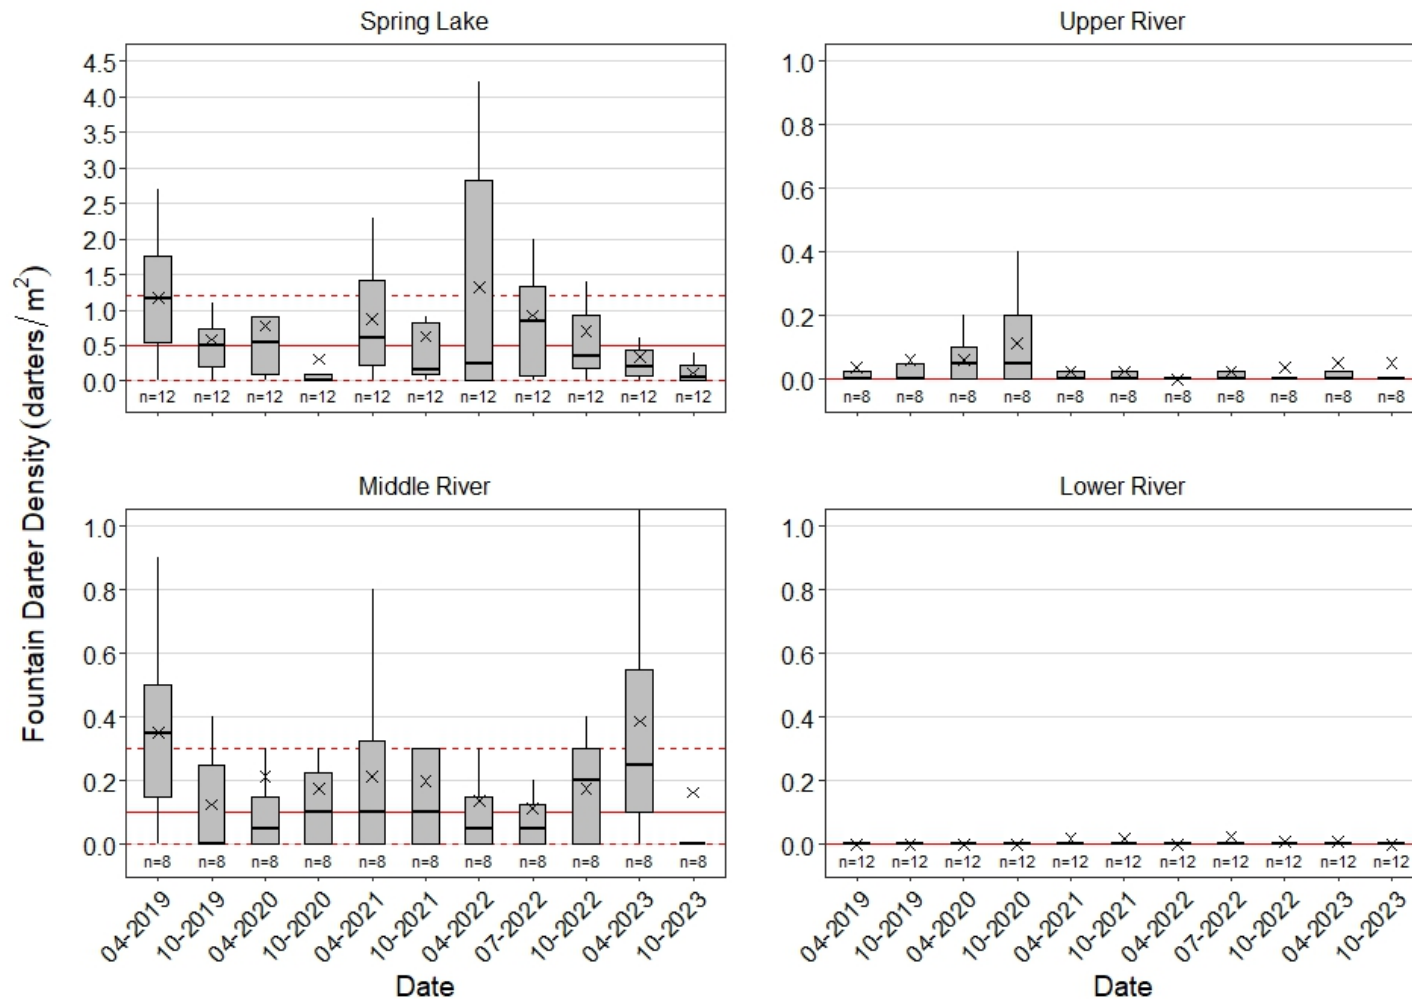 Spring Lake
Upper River
4.5
4.0
3.5
3.0
2.5
2.0
1.5
1.0
0.5
0.0
n=12 n=12 n=12 n=12 n=12 n=12 n=12 n=12 n=12 n=12 n=12
1.0
0.8
0.6
0.4
0.2
0.0
n=8 n=8 n=8 n=8 n=8 n=8 n=8 n=8 n=8 n=8 n=8
Fountain Darter Density (darters/m²)
Middle River
Lower River
1.0
0.8
0.6
0.4
0.2
0.0
n=8 n=8 n=8 n=8 n=8 n=8 n=8 n=8 n=8 n=8 n=8
04-2019 10-2019 04-2020 10-2020 04-2021 10-2021 04-2022 07-2022 10-2022 04-2023 10-2023
Date
1.0
0.8
0.6
0.4
0.2
0.0
n=12 n=12 n=12 n=12 n=12 n=12 n=12 n=12 n=12 n=12 n=12
04-2019 10-2019 04-2020 10-2020 04-2021 10-2021 04-2022 07-2022 10-2022 04-2023 10-2023
Date